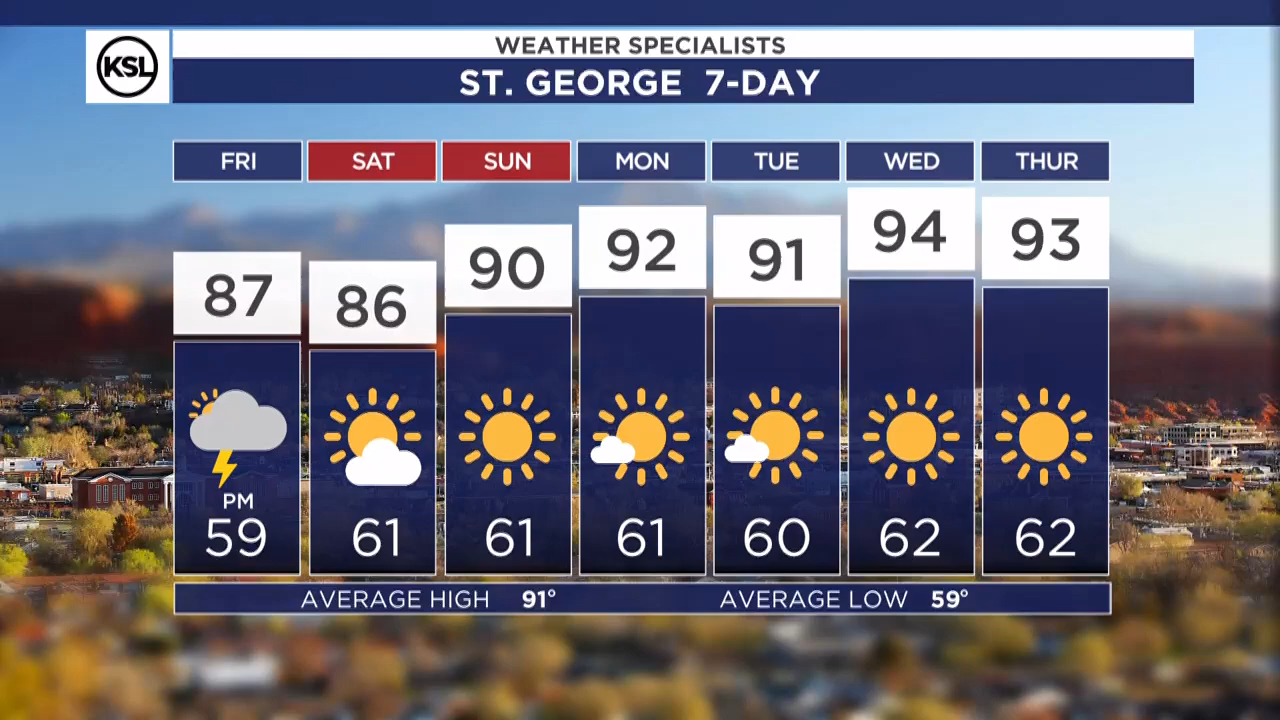 KSL
WEATHER SPECIALISTS
ST. GEORGE 7-DAY
FRI SAT SUN MON TUE WED THUR
87 86 90 92 91 94 93
PM
59 61 61 61 60 62 62
AVERAGE HIGH 91° AVERAGE LOW 59°